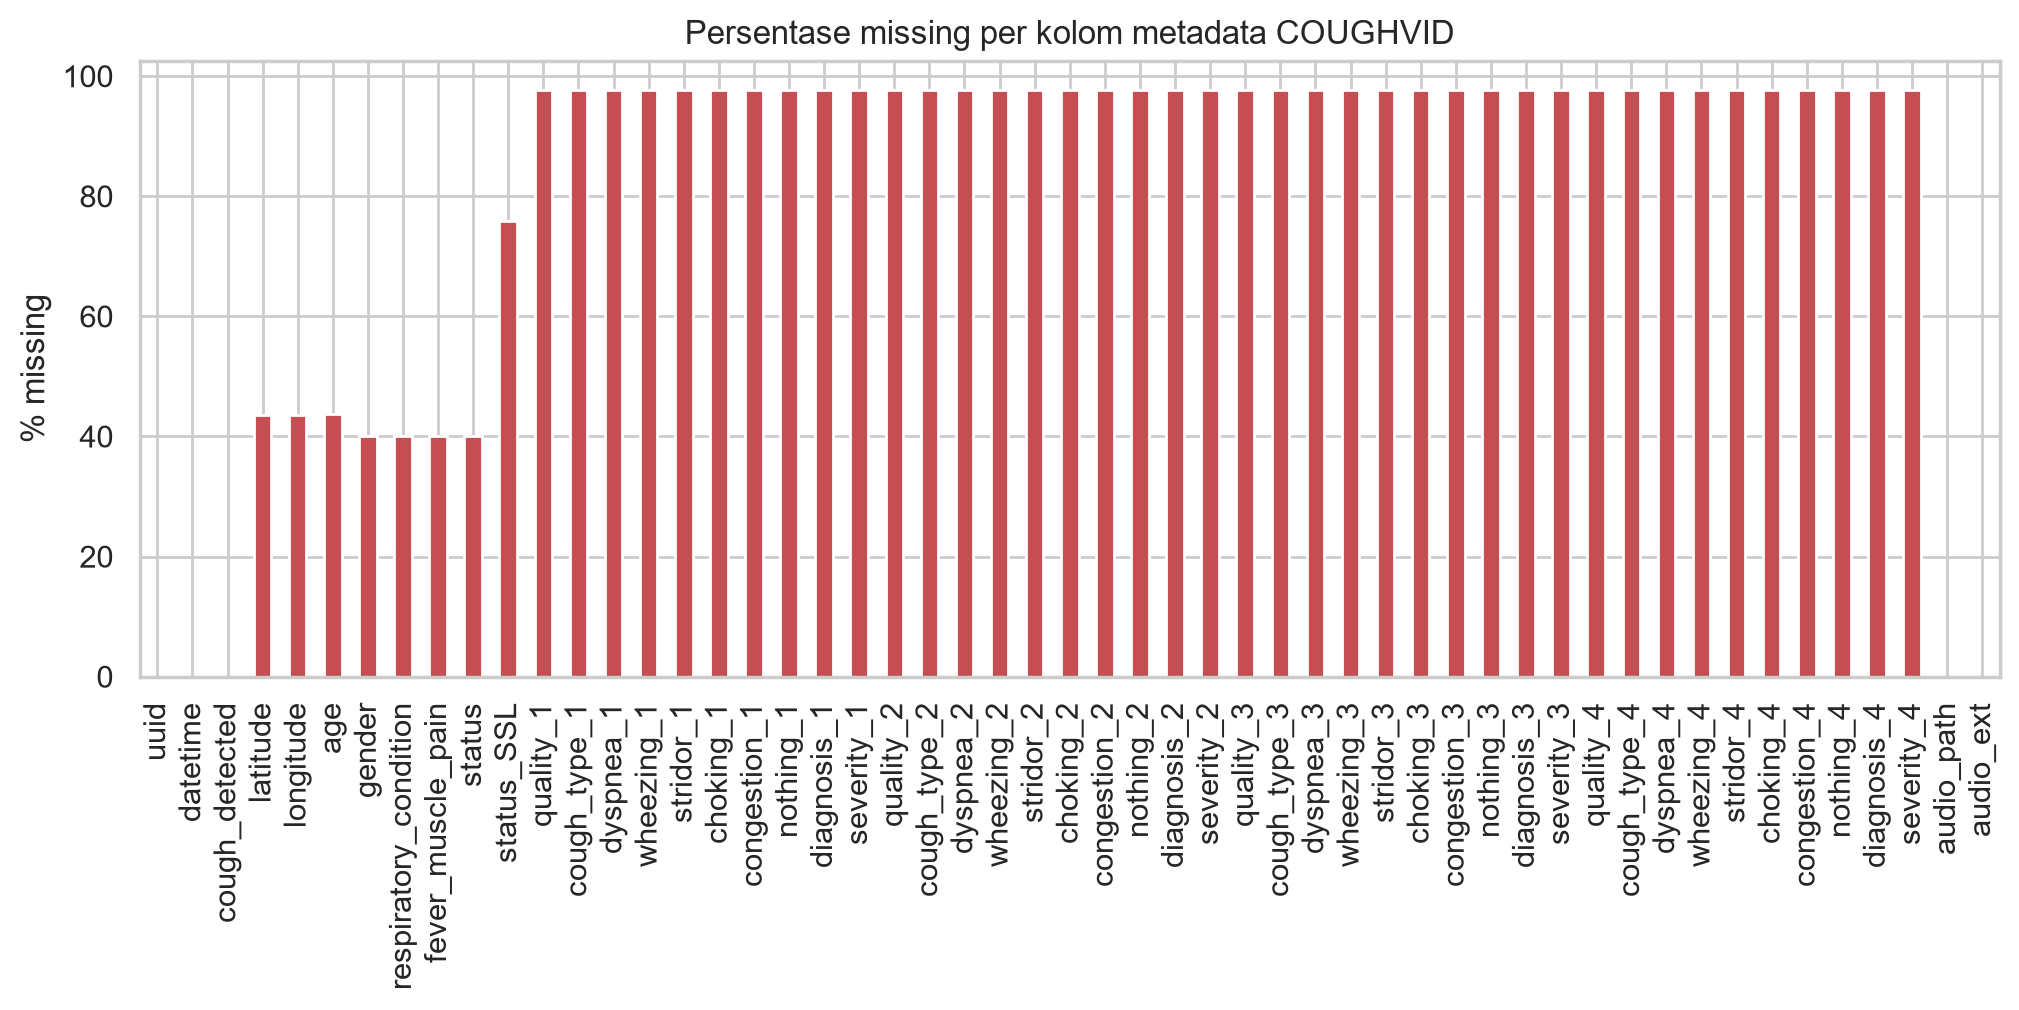 Persentase missing per kolom metadata COUGHVID
% missing
100
80
60
40
20
0
uuid
datetime
cough_detected
latitude
longitude
age
gender
respiratory_condition
fever_muscle_pain
status
status_SSL
quality_1
cough_type_1
dyspnea_1
wheezing_1
stridor_1
choking_1
congestion_1
nothing_1
diagnosis_1
severity_1
quality_2
cough_type_2
dyspnea_2
wheezing_2
stridor_2
choking_2
congestion_2
nothing_2
diagnosis_2
severity_2
quality_3
cough_type_3
dyspnea_3
wheezing_3
stridor_3
choking_3
congestion_3
nothing_3
diagnosis_3
severity_3
quality_4
cough_type_4
dyspnea_4
wheezing_4
stridor_4
choking_4
congestion_4
nothing_4
diagnosis_4
severity_4
audio_path
audio_ext